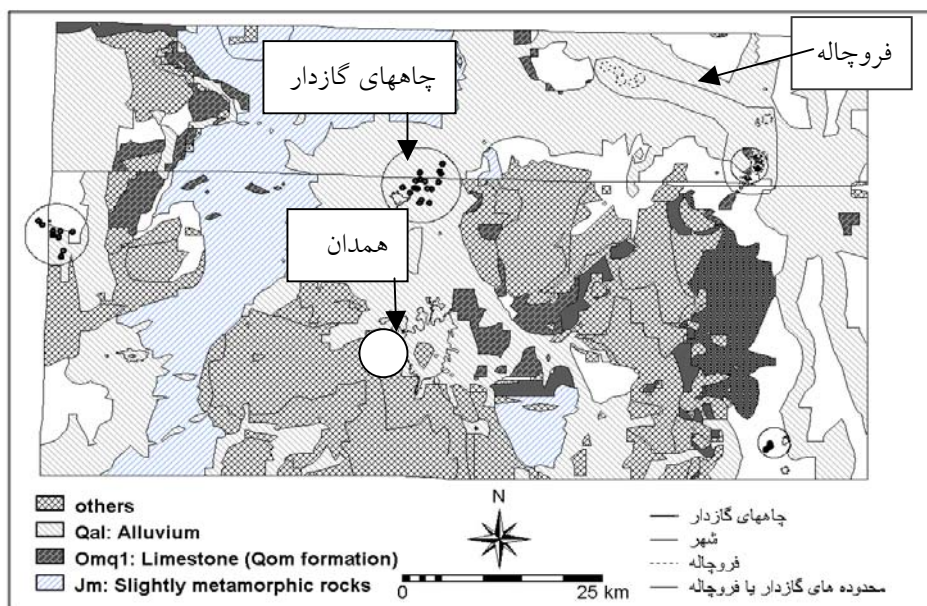 فروچاله
چاههای گازدار
همدان
others
Qal: Alluvium
Omq1: Limestone (Qom formation)
Jm: Slightly metamorphic rocks
N
0 25 km
چاههای گازدار
شهر
فروچاله
محدوده های گازدار یا فروچاله